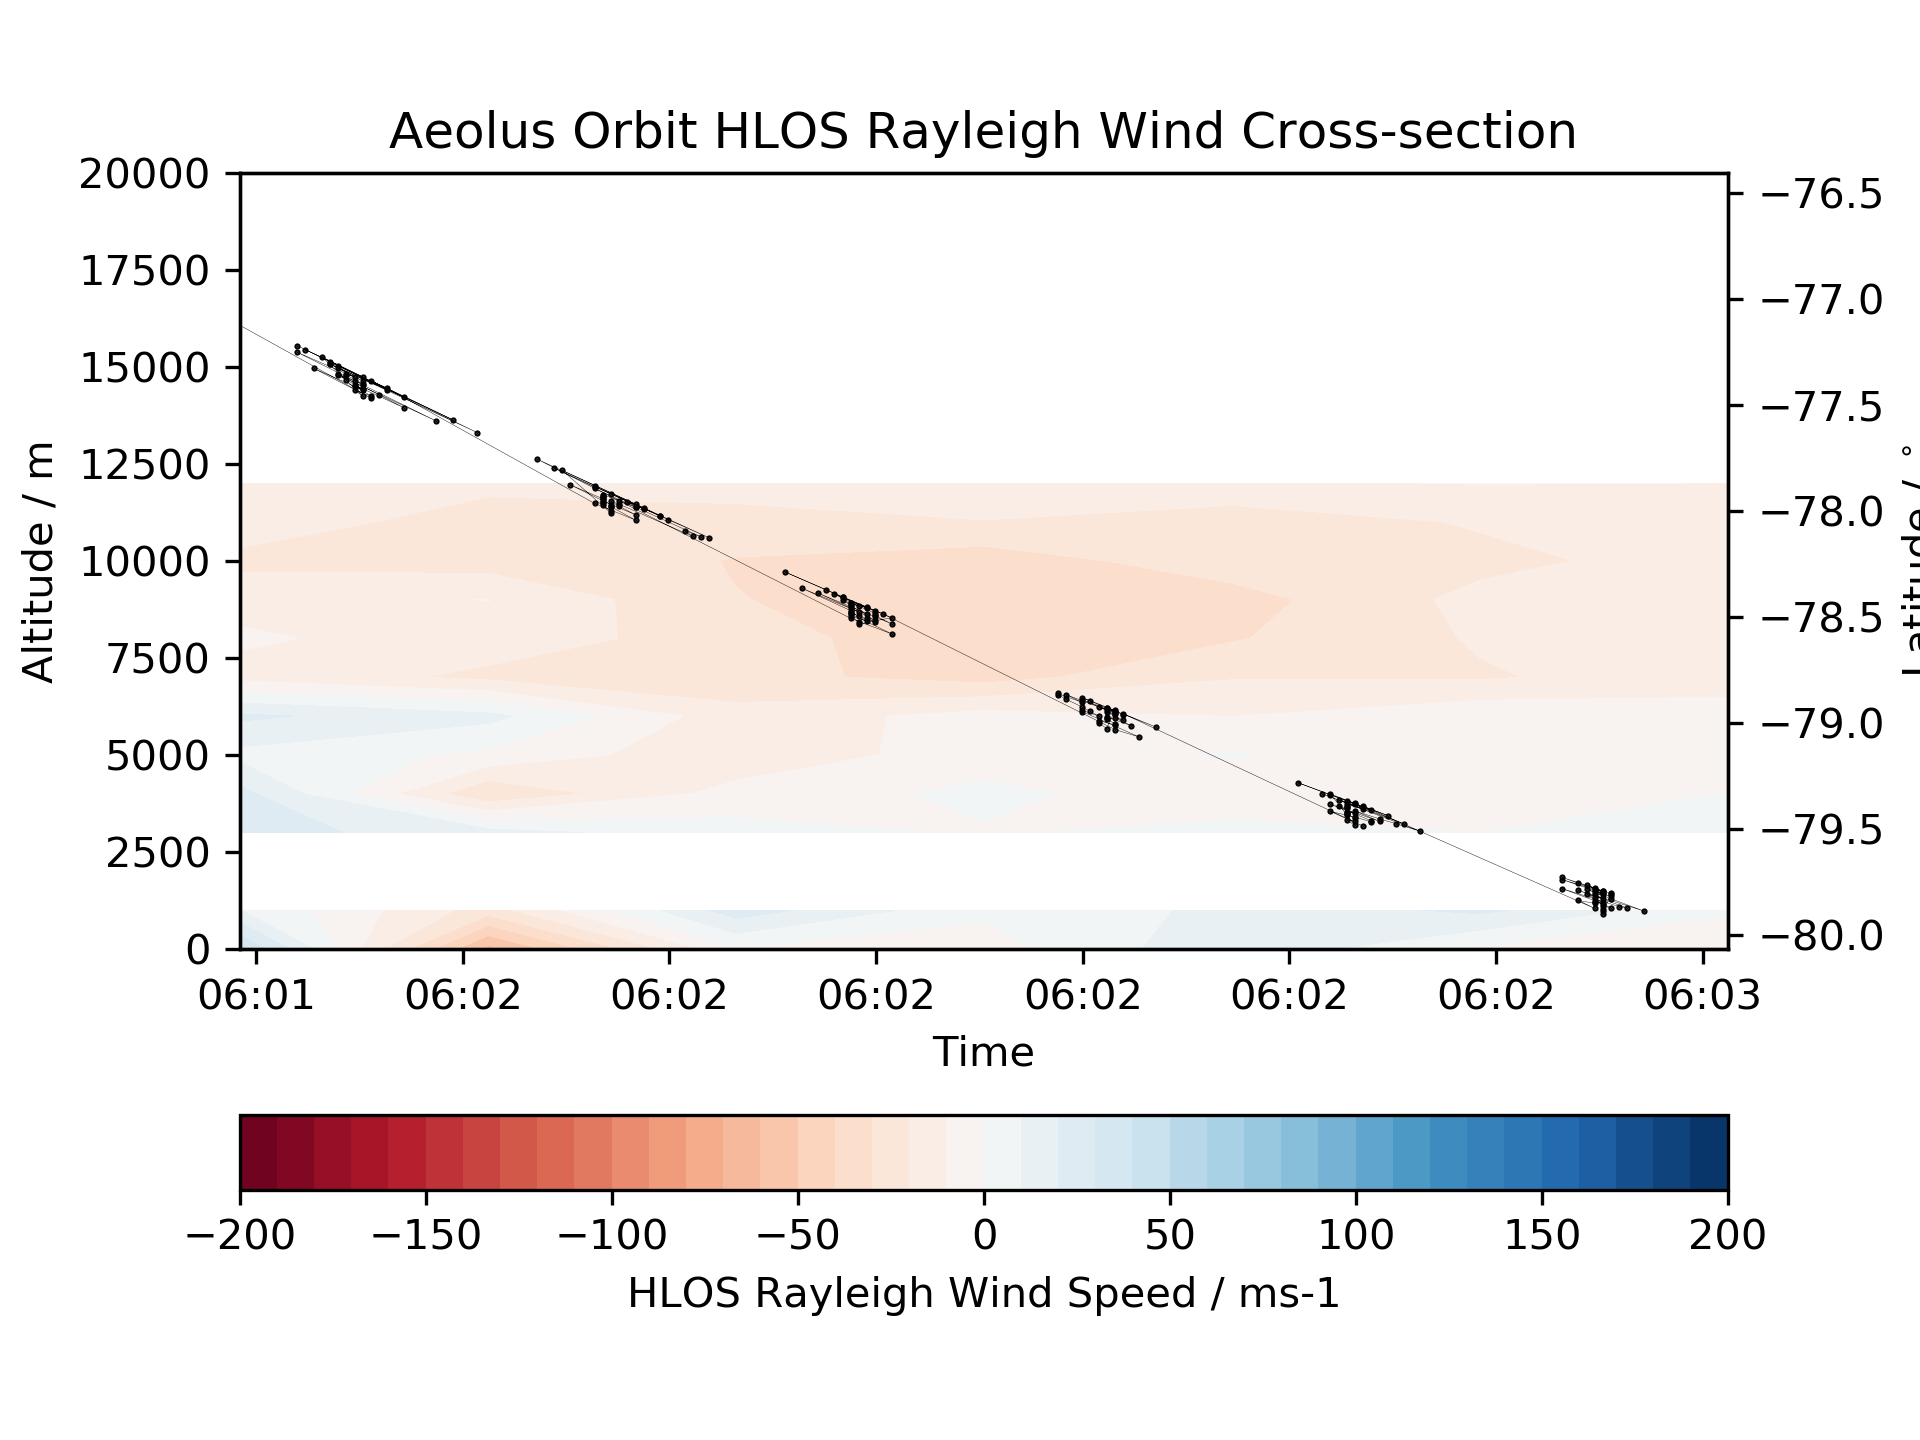 Aeolus Orbit HLOS Rayleigh Wind Cross-section
20000
17500
15000
12500
10000
7500
5000
2500
0
Altitude / m
−76.5
−77.0
−77.5
−78.0
−78.5
−79.0
−79.5
−80.0
Latitude / °
06:01 06:02 06:02 06:02 06:02 06:02 06:02 06:03
Time
−200 −150 −100 −50 0 50 100 150 200
HLOS Rayleigh Wind Speed / ms-1